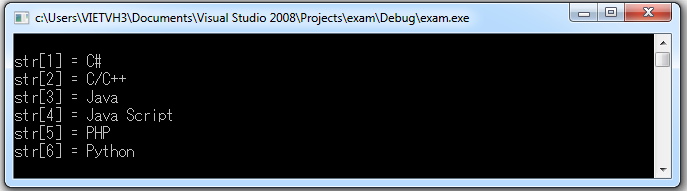 c:\Users\VIETVH3\Documents\Visual Studio 2008\Projects\exam\Debug\exam.exe
str[1] = C#
str[2] = C/C++
str[3] = Java
str[4] = Java Script
str[5] = PHP
str[6] = Python